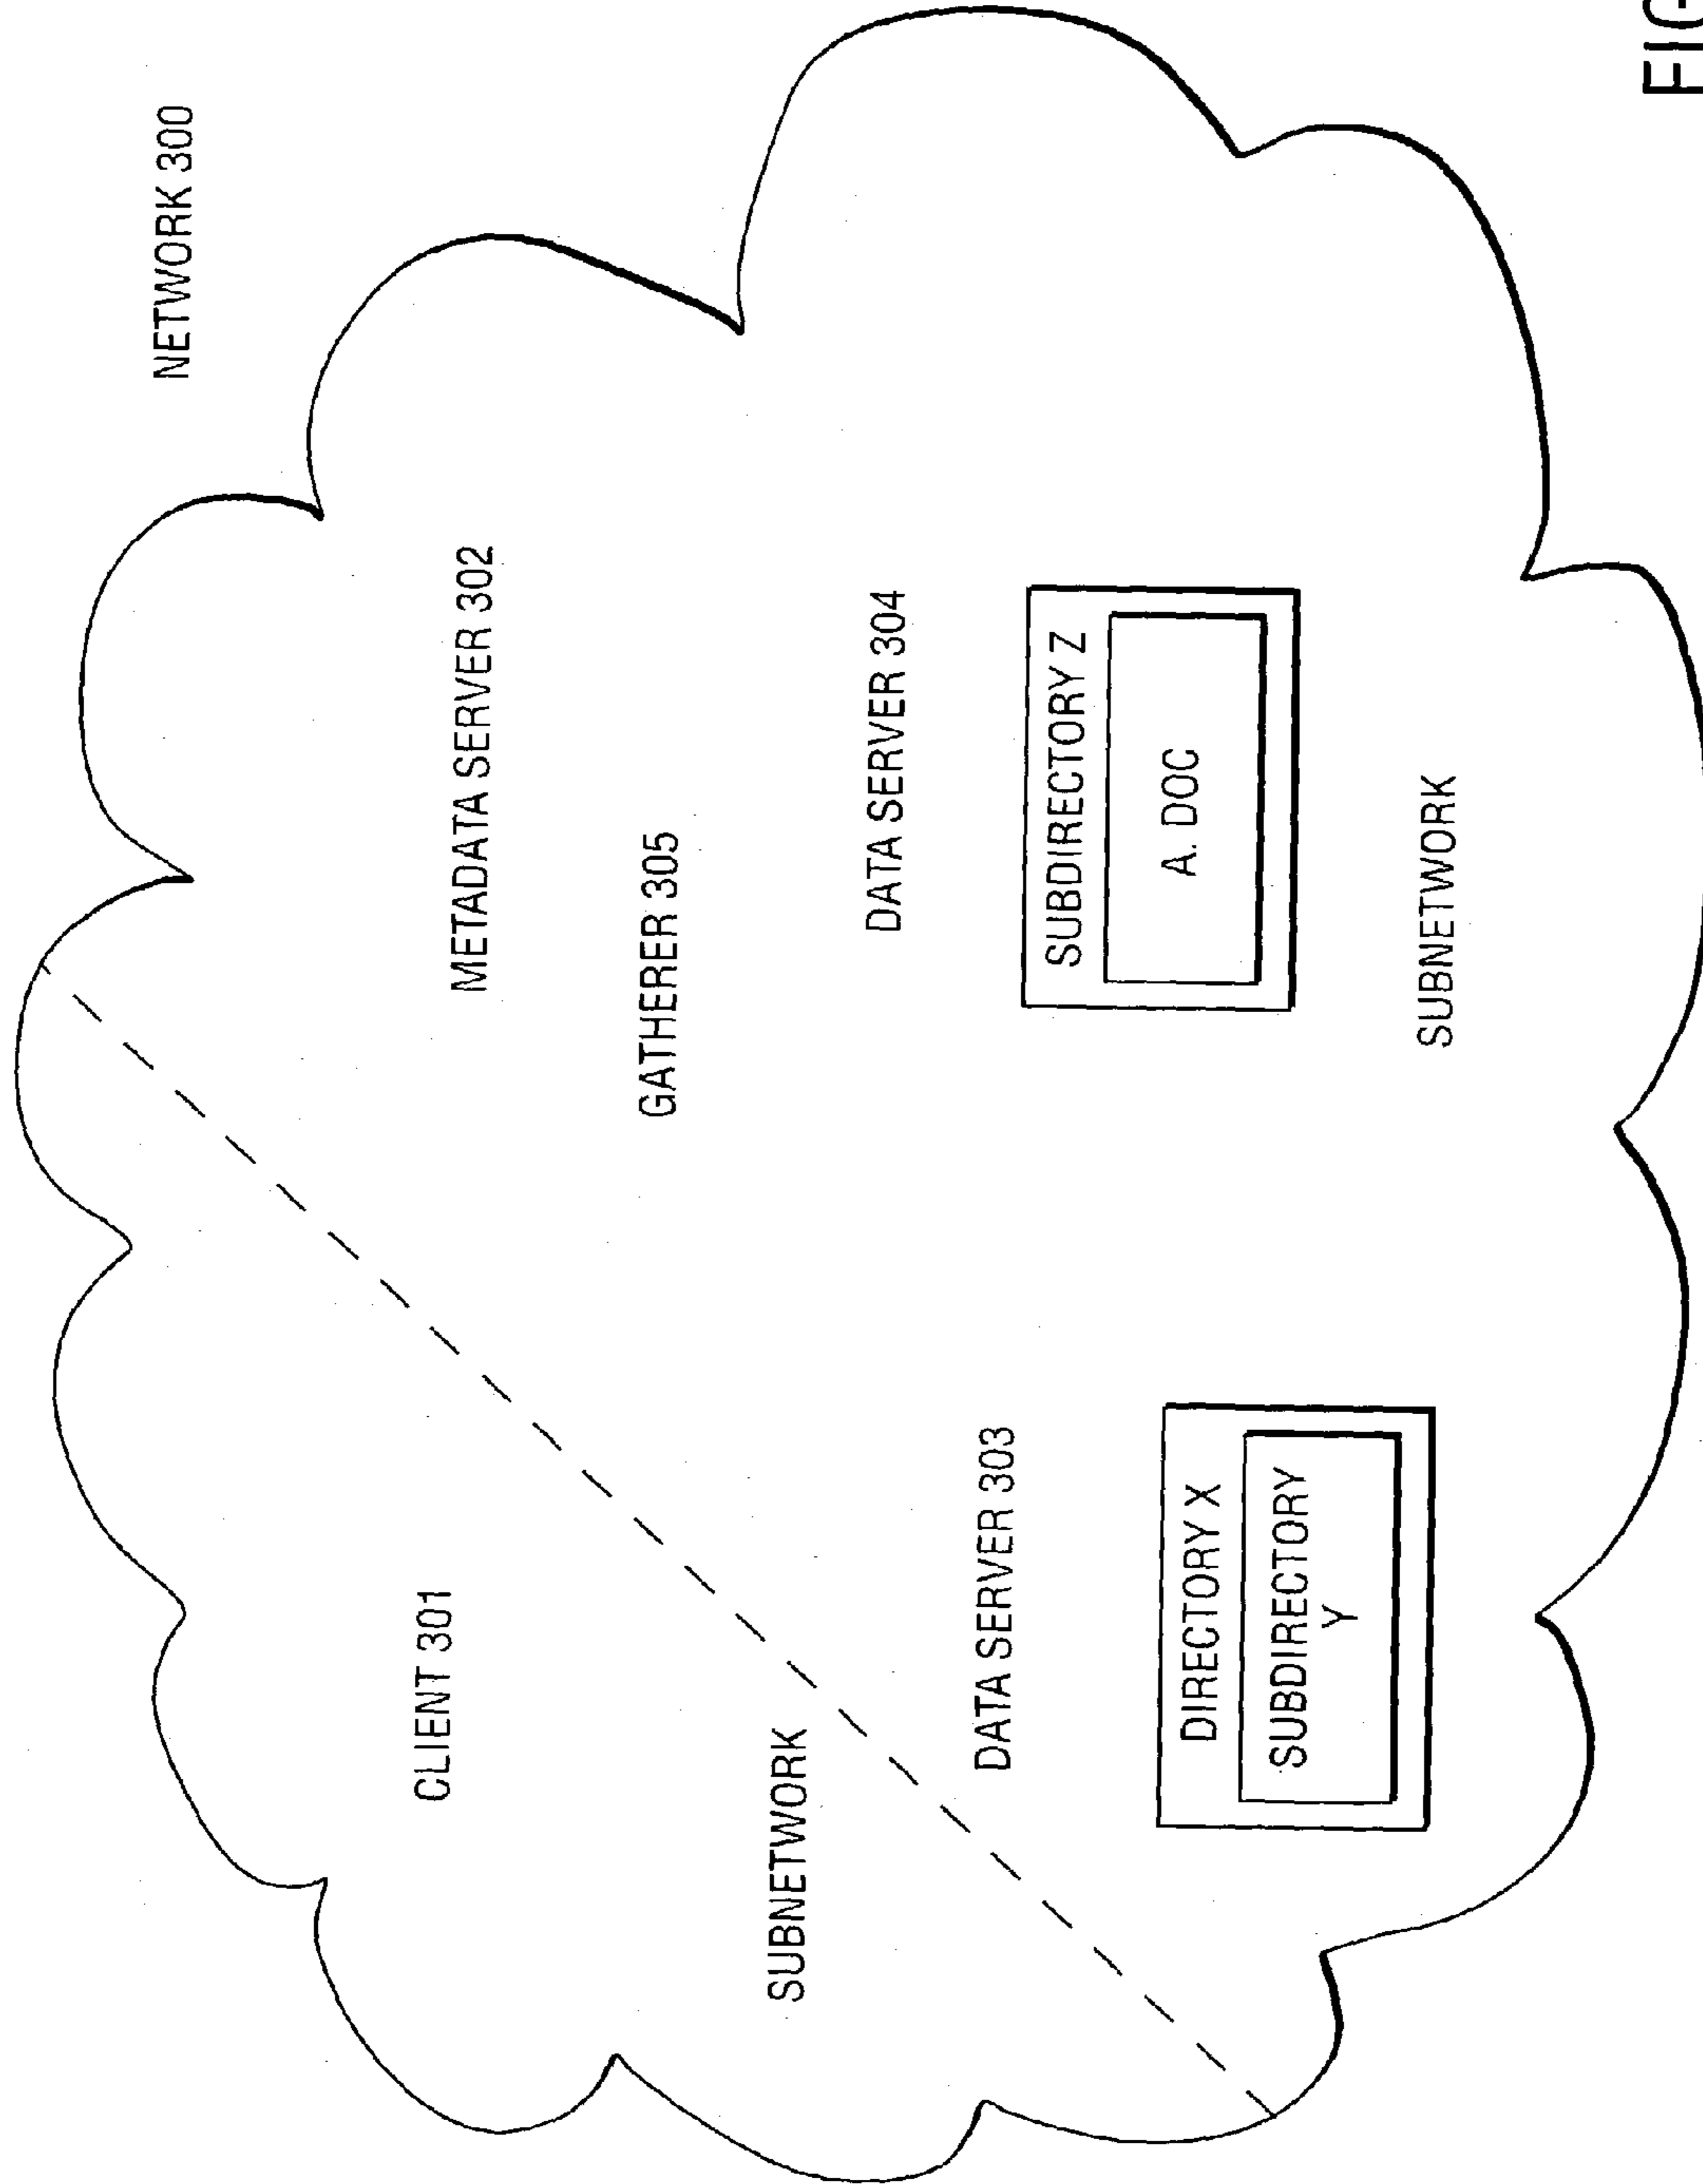 NETWORK 300
CLIENT 301
METADATA SERVER 302
GATHERER 305
SUBNETWORK
DATA SERVER 303
DIRECTORY X
SUBDIRECTORY
Y
DATA SERVER 304
SUBDIRECTORY Z
A. DOC
SUBNETWORK